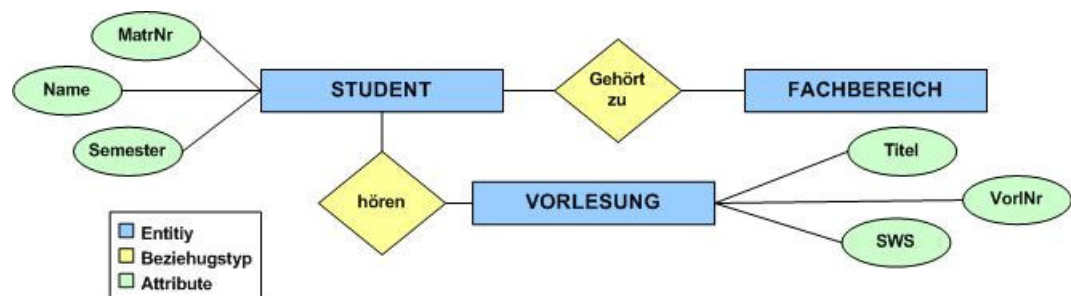 MatrNr
Name
Semester
STUDENT
Gehört
zu
FACHBEREICH
hören
VORLESUNG
Titel
VorlNr
SWS
Entitiy
Beziehugstyp
Attribute